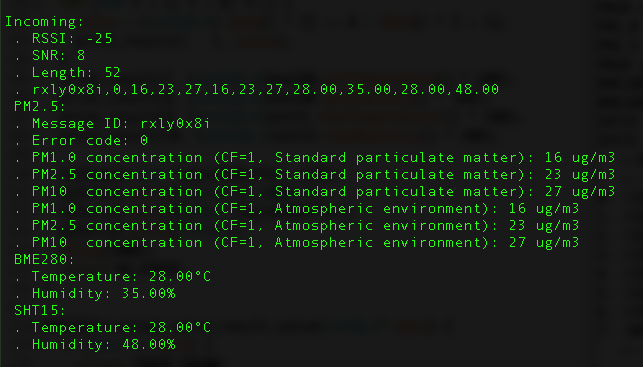 Incoming:
. RSSI: -25
. SNR: 8
. Length: 52
. rxly0x8i,0,16,23,27,16,23,27,28.00,35.00,28.00,48.00
PM2.5:
. Message ID: rxly0x8i
. Error code: 0
. PM1.0 concentration (CF=1, Standard particulate matter): 16 ug/m3
. PM2.5 concentration (CF=1, Standard particulate matter): 23 ug/m3
. PM10  concentration (CF=1, Standard particulate matter): 27 ug/m3
. PM1.0 concentration (CF=1, Atmospheric environment): 16 ug/m3
. PM2.5 concentration (CF=1, Atmospheric environment): 23 ug/m3
. PM10  concentration (CF=1, Atmospheric environment): 27 ug/m3
BME280:
. Temperature: 28.00°C
. Humidity: 35.00%
SHT15:
. Temperature: 28.00°C
. Humidity: 48.00%